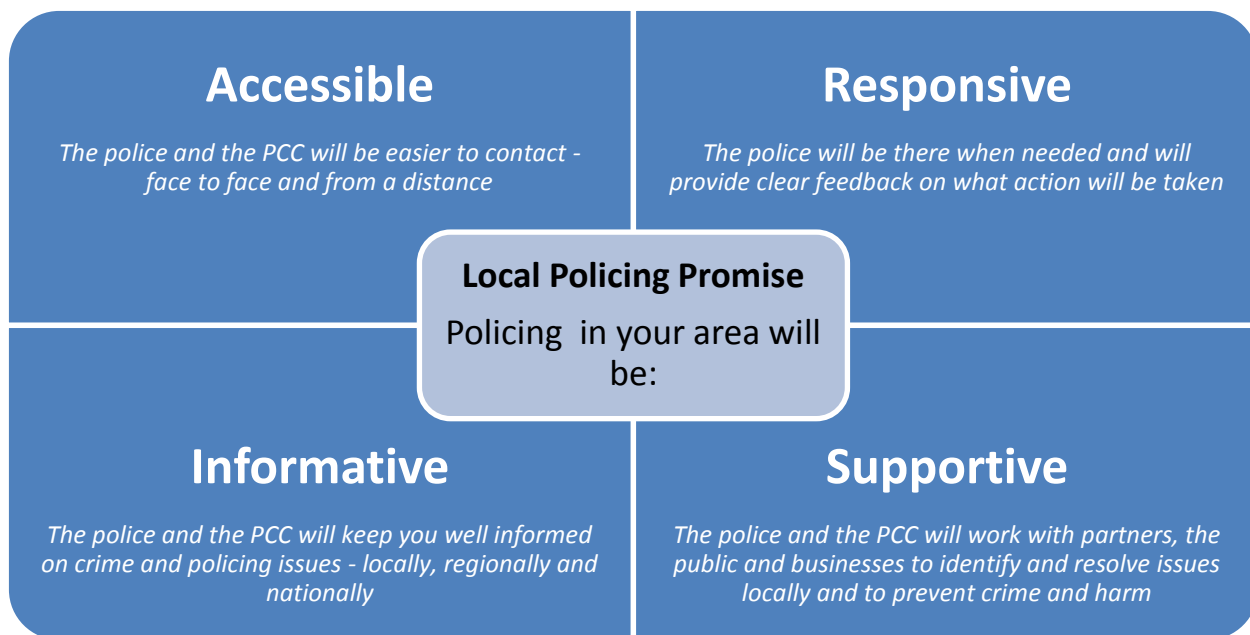 Accessible
The police and the PCC will be easier to contact -
face to face and from a distance
Responsive
The police will be there when needed and will
provide clear feedback on what action will be taken
Local Policing Promise
Policing  in your area will
be:
Informative
The police and the PCC will keep you well informed
on crime and policing issues - locally, regionally and
nationally
Supportive
The police and the PCC will work with partners, the
public and businesses to identify and resolve issues
locally and to prevent crime and harm